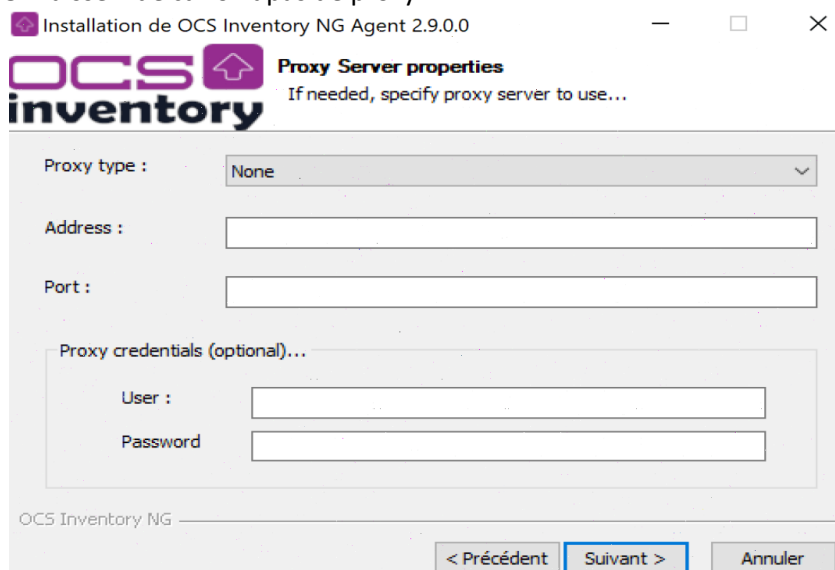 Installation de OCS Inventory NG Agent 2.9.0.0
OCS
inventory
Proxy Server properties
If needed, specify proxy server to use...
Proxy type :
None
Address :
Port :
Proxy credentials (optional)...
User :
Password
OCS Inventory NG
< Précédent
Suivant >
Annuler